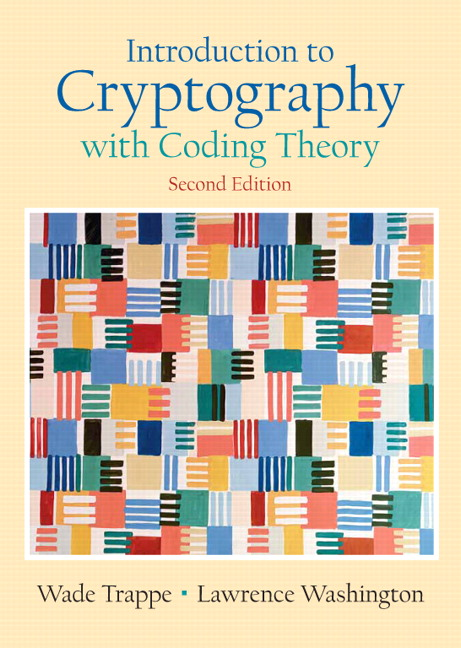 Introduction to
Cryptography
with Coding Theory
Second Edition
Wade Trappe ▪ Lawrence Washington